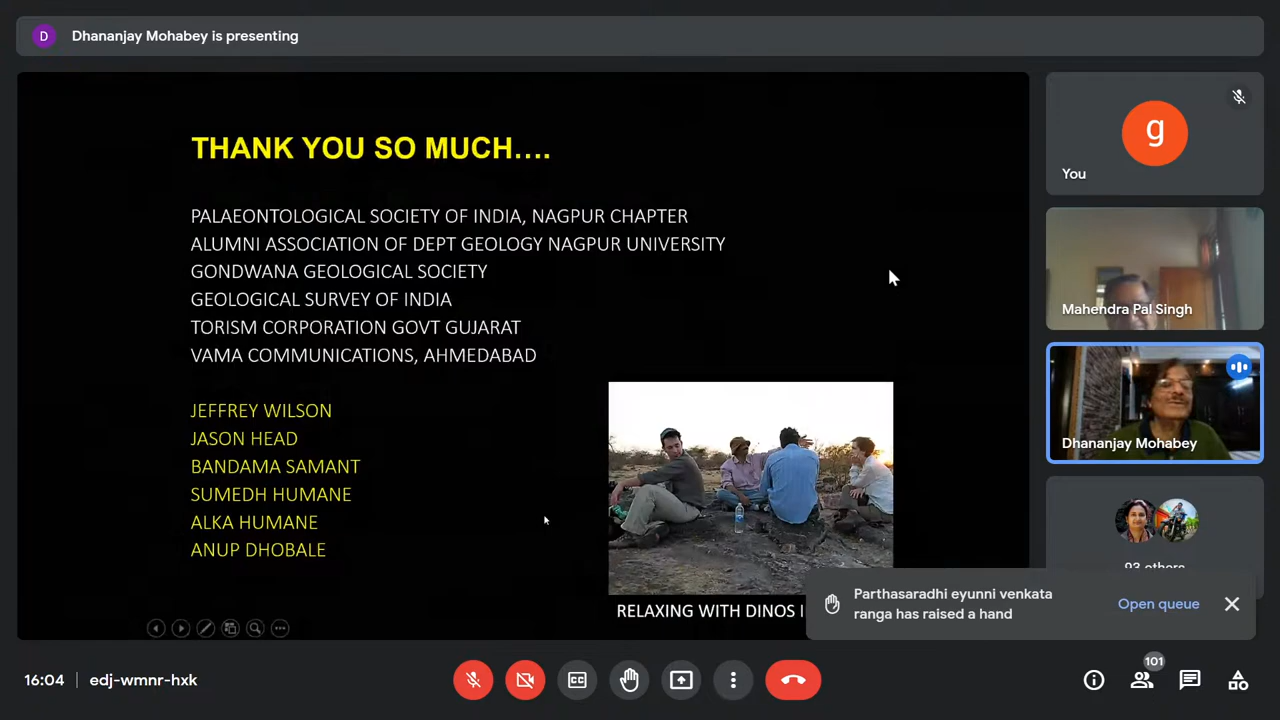 D Dhananjay Mohabey is presenting
THANK YOU SO MUCH....
PALAEONTOLOGICAL SOCIETY OF INDIA, NAGPUR CHAPTER
ALUMNI ASSOCIATION OF DEPT GEOLOGY NAGPUR UNIVERSITY
GONDWANA GEOLOGICAL SOCIETY
GEOLOGICAL SURVEY OF INDIA
TORISM CORPORATION GOVT GUJARAT
VAMA COMMUNICATIONS, AHMEDABAD
JEFFREY WILSON
JASON HEAD
BANDAMA SAMANT
SUMEDH HUMANE
ALKA HUMANE
ANUP DHOBALE
RELAXING WITH DINOS
g
You
Mahendra Pal Singh
Dhananjay Mohabey
93 others
Parthasaradhi eyunni venkata
ranga has raised a hand
Open queue
16:04 edj-wmnr-hxk
101